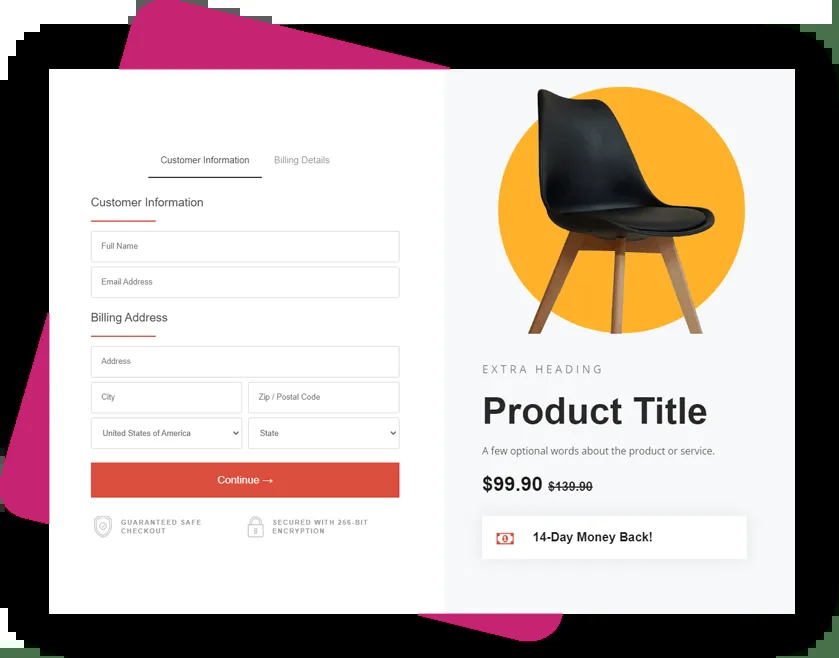 Customer Information
Billing Details
Customer Information
Full Name
Email Address
Billing Address
Address
City
Zip / Postal Code
United States of America
State
Continue →
GUARANTEED SAFE
CHECKOUT
SECURED WITH 256-BIT
ENCRYPTION
EXTRA HEADING
Product Title
A few optional words about the product or service.
$99.90 $139.90
14-Day Money Back!